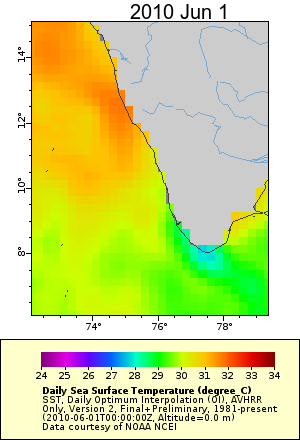 2010 Jun 1
14°
12°
10°
8°
74°
76°
78°
24 25 26 27 28 29 30 31 32 33 34
Daily Sea Surface Temperature (degree_C)
SST, Daily Optimum Interpolation (OI), AVHRR
Only, Version 2, Final+Preliminary, 1981-present
(2010-06-01T00:00:00Z, Altitude=0.0 m)
Data courtesy of NOAA NCEI